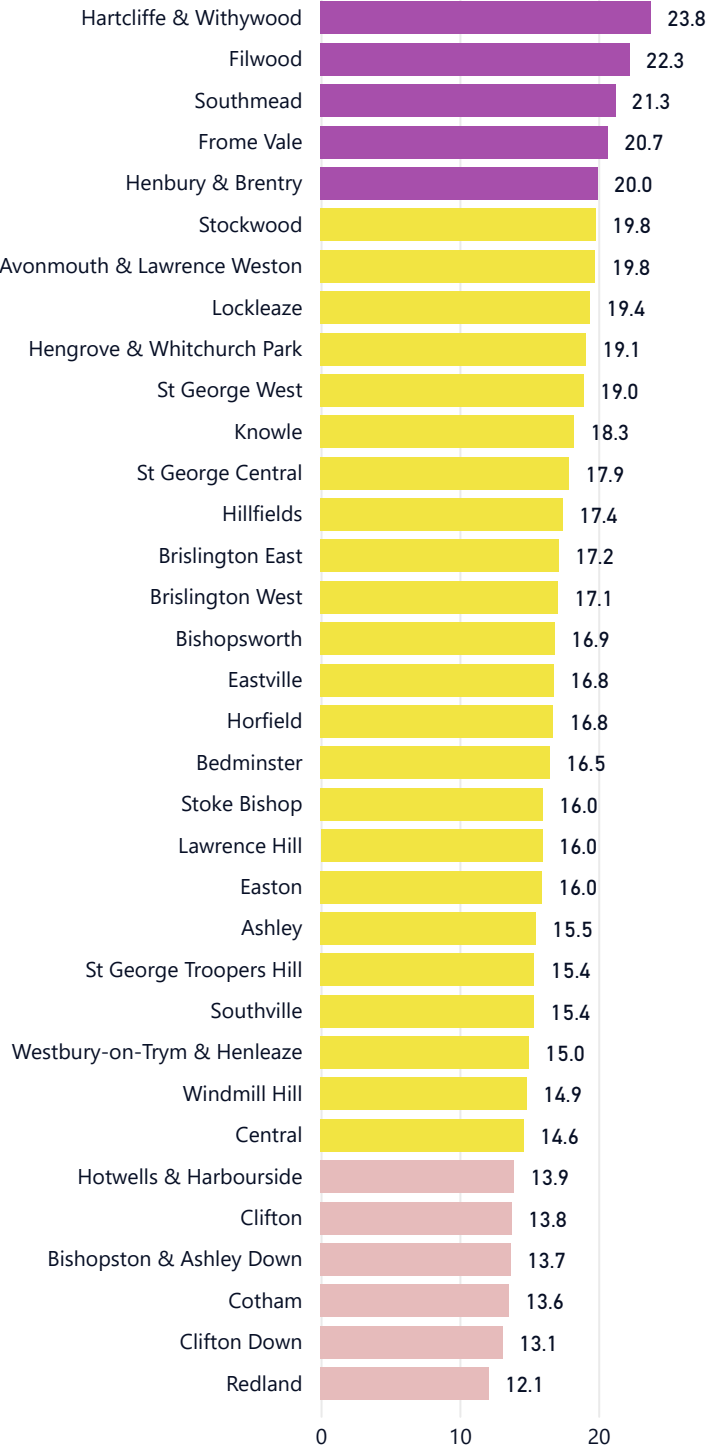 Hartcliffe & Withywood 23.8
Filwood 22.3
Southmead 21.3
Frome Vale 20.7
Henbury & Brentry 20.0
Stockwood 19.8
Avonmouth & Lawrence Weston 19.8
Lockleaze 19.4
Hengrove & Whitchurch Park 19.1
St George West 19.0
Knowle 18.3
St George Central 17.9
Hillfields 17.4
Brislington East 17.2
Brislington West 17.1
Bishopsworth 16.9
Eastville 16.8
Horfield 16.8
Bedminster 16.5
Stoke Bishop 16.0
Lawrence Hill 16.0
Easton 16.0
Ashley 15.5
St George Troopers Hill 15.4
Southville 15.4
Westbury-on-Trym & Henleaze 15.0
Windmill Hill 14.9
Central 14.6
Hotwells & Harbourside 13.9
Clifton 13.8
Bishopston & Ashley Down 13.7
Cotham 13.6
Clifton Down 13.1
Redland 12.1
0 10 20